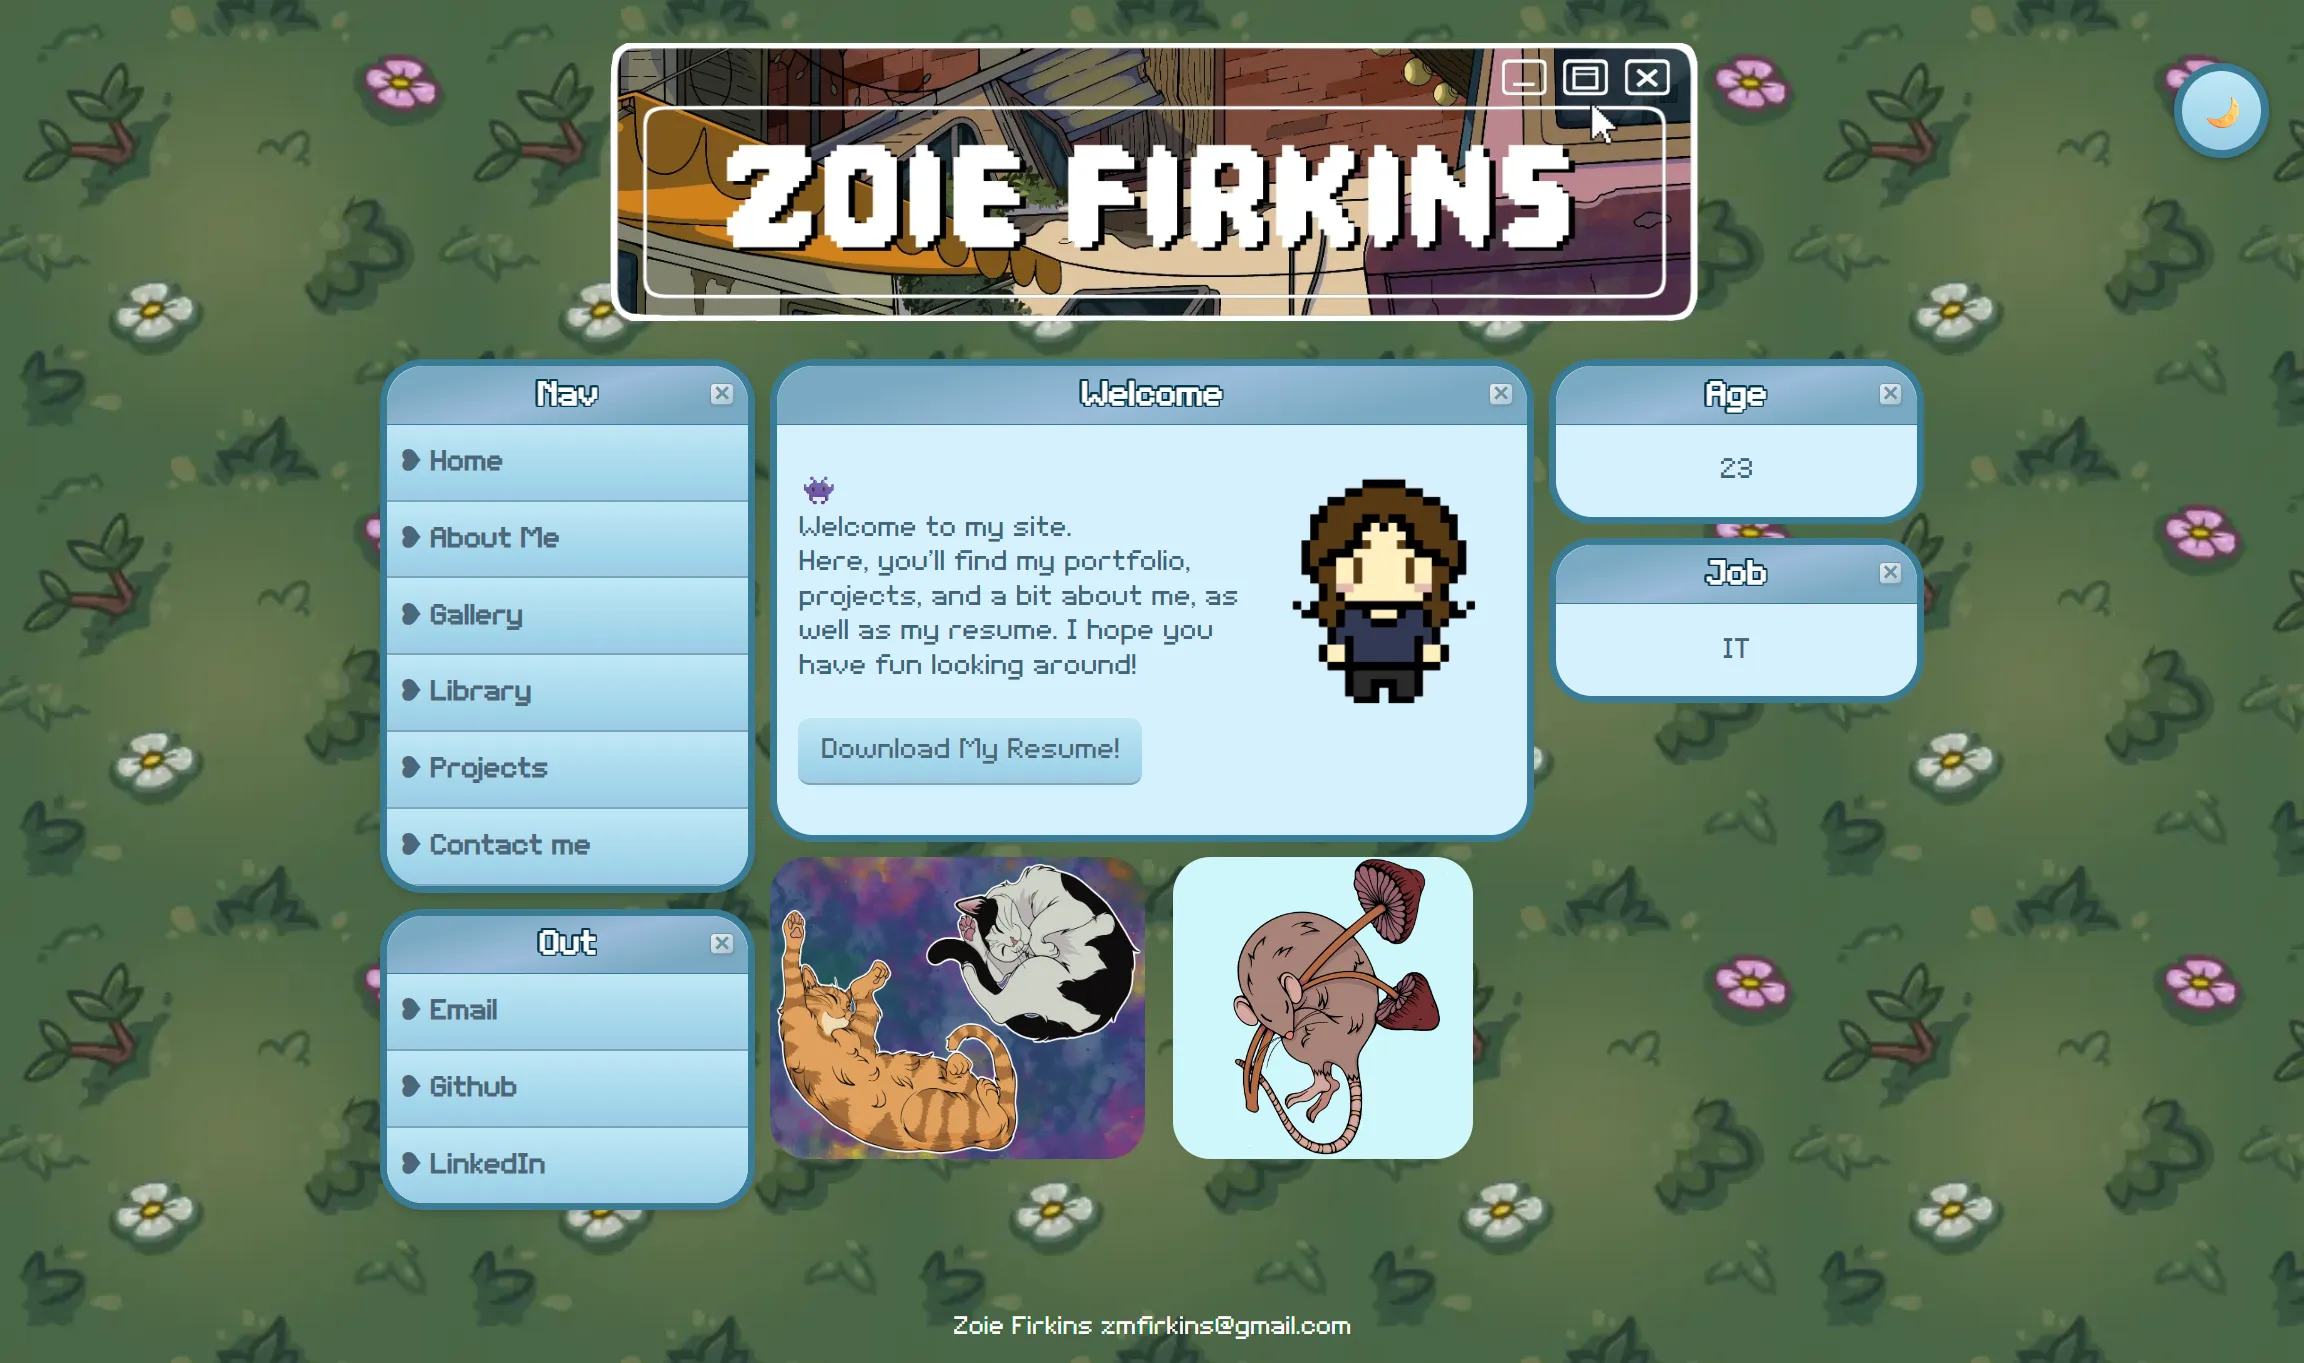 ZOIE FIRKINS
Nav
Home
About Me
Gallery
Library
Projects
Contact me
Out
Email
Github
LinkedIn
Welcome
Welcome to my site.
Here, you'll find my portfolio,
projects, and a bit about me, as
well as my resume. I hope you
have fun looking around!
Download My Resume!
Age
23
Job
IT
Zoie Firkins zmfirkins@gmail.com